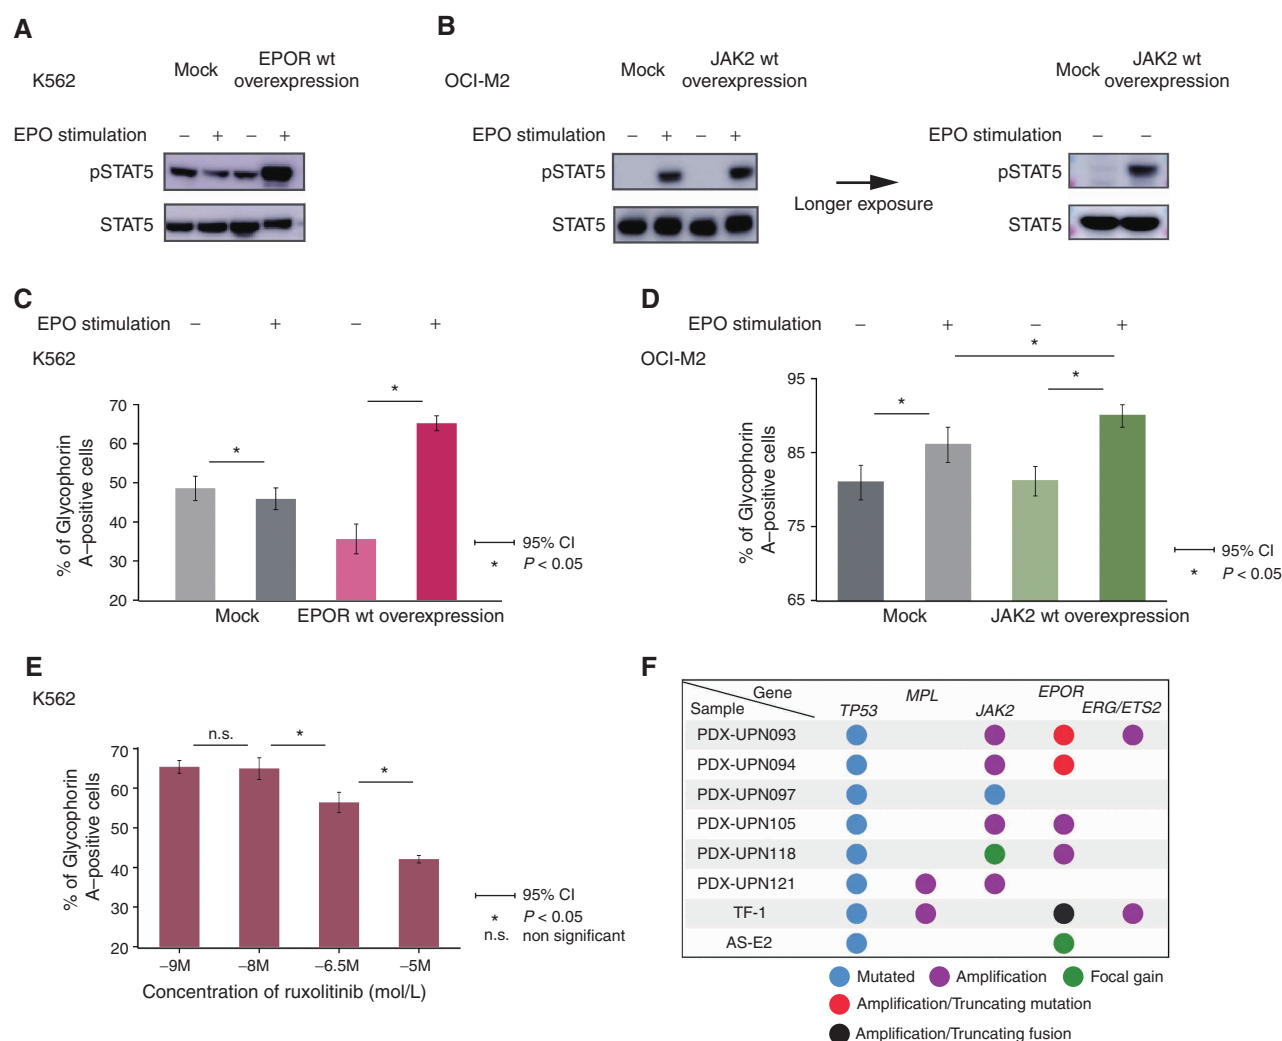 A
K562
Mock
EPOR wt
overexpression
EPO stimulation
− + − +
pSTAT5
STAT5
B
OCI-M2
Mock
JAK2 wt
overexpression
EPO stimulation
− + − +
pSTAT5
STAT5
Longer exposure
Mock
JAK2 wt
overexpression
EPO stimulation
− −
pSTAT5
STAT5
C
EPO stimulation − + − +
K562
% of Glycophorin
A–positive cells
70
60
50
40
30
20
*
*
Mock
EPOR wt overexpression
95% CI
* P < 0.05
D
EPO stimulation − + − +
OCI-M2
% of Glycophorin
A–positive cells
95
85
75
65
*
*
*
Mock
JAK2 wt overexpression
95% CI
* P < 0.05
E
K562
% of Glycophorin
A–positive cells
70
60
50
40
30
20
n.s.
*
*
–9M –8M –6.5M –5M
Concentration of ruxolitinib (mol/L)
95% CI
* P < 0.05
n.s. non significant
F
Gene
Sample
TP53 MPL JAK2 EPOR ERG/ETS2
PDX-UPN093
PDX-UPN094
PDX-UPN097
PDX-UPN105
PDX-UPN118
PDX-UPN121
TF-1
AS-E2
Mutated Amplification Focal gain
Amplification/Truncating mutation
Amplification/Truncating fusion